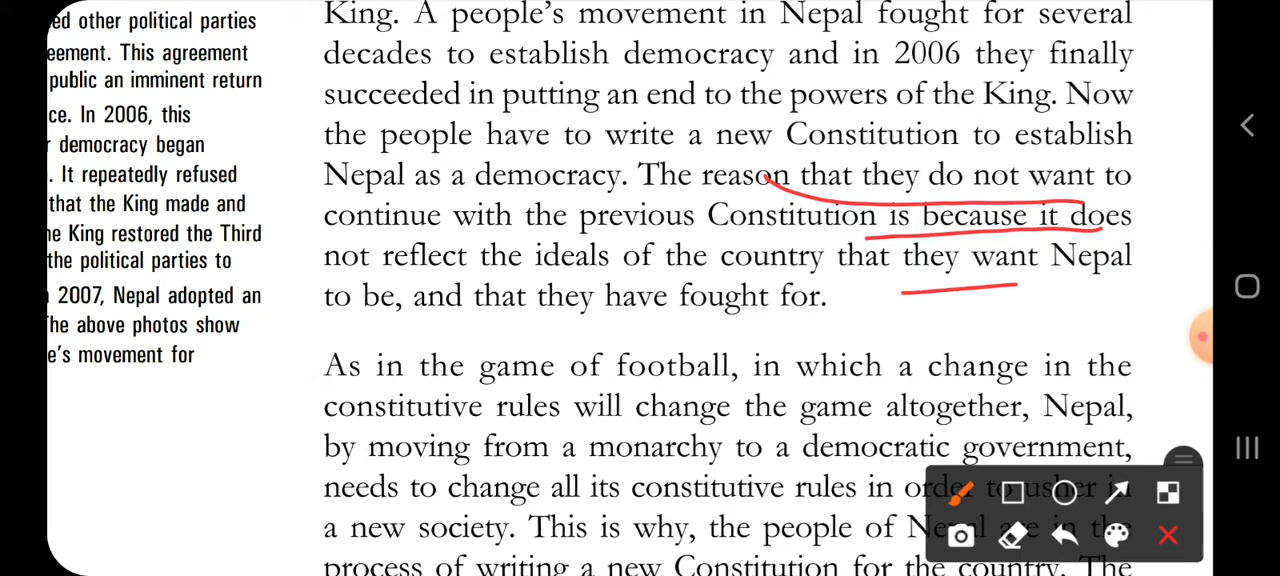 ed other political parties
eement. This agreement
public an imminent return
ce. In 2006, this
democracy began
. It repeatedly refused
that the King made and
King restored the Third
the political parties to
2007, Nepal adopted an
he above photos show
e's movement for
King. A people's movement in Nepal fought for several
decades to establish democracy and in 2006 they finally
succeeded in putting an end to the powers of the King. Now
the people have to write a new Constitution to establish
Nepal as a democracy. The reason that they do not want to
continue with the previous Constitution is because it does
not reflect the ideals of the country that they want Nepal
to be, and that they have fought for.
As in the game of football, in which a change in the
constitutive rules will change the game altogether, Nepal,
by moving from a monarchy to a democratic government,
needs to change all its constitutive rules in order to usher in
a new society. This is why, the people of Nepal are in the
process of writing a new Constitution for the country. The